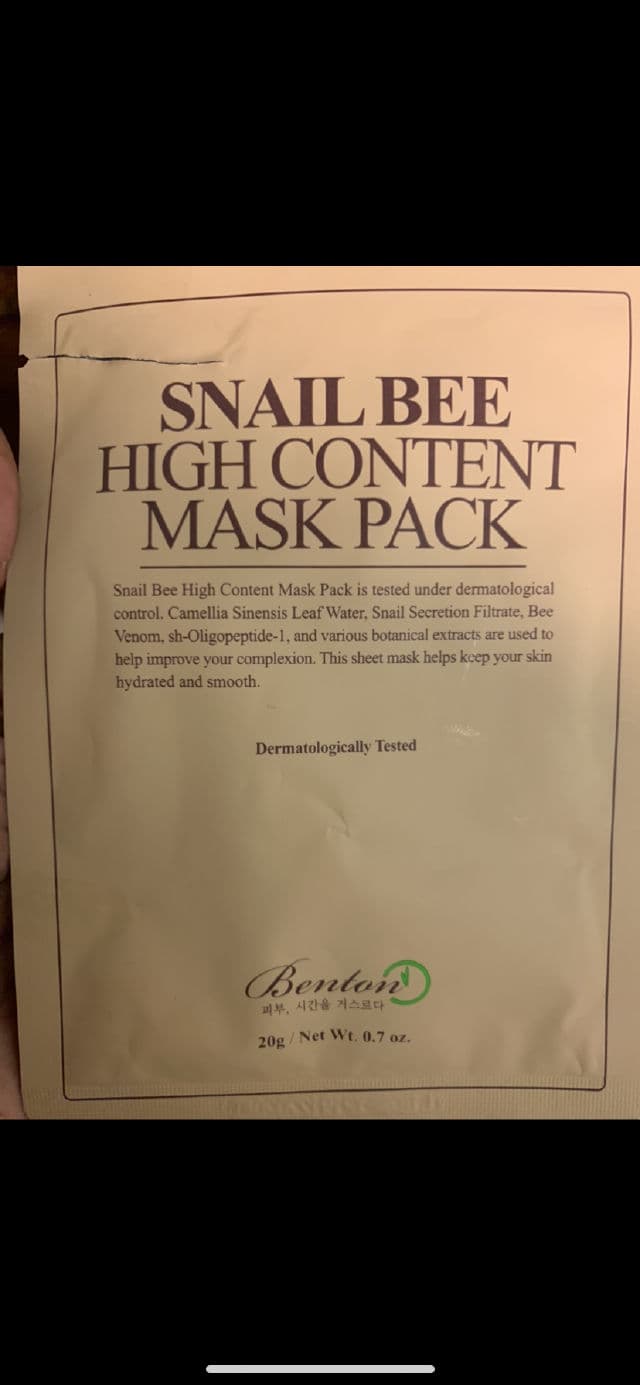 SNAIL BEE
HIGH CONTENT
MASK PACK
Snail Bee High Content Mask Pack is tested under dermatological
control. Camellia Sinensis Leaf Water, Snail Secretion Filtrate, Bee
Venom, sh-Oligopeptide-1, and various botanical extracts are used to
help improve your complexion. This sheet mask helps keep your skin
hydrated and smooth.
Dermatologically Tested
Benton
피부, 시간을 거스르다
20g / Net Wt. 0.7 oz.